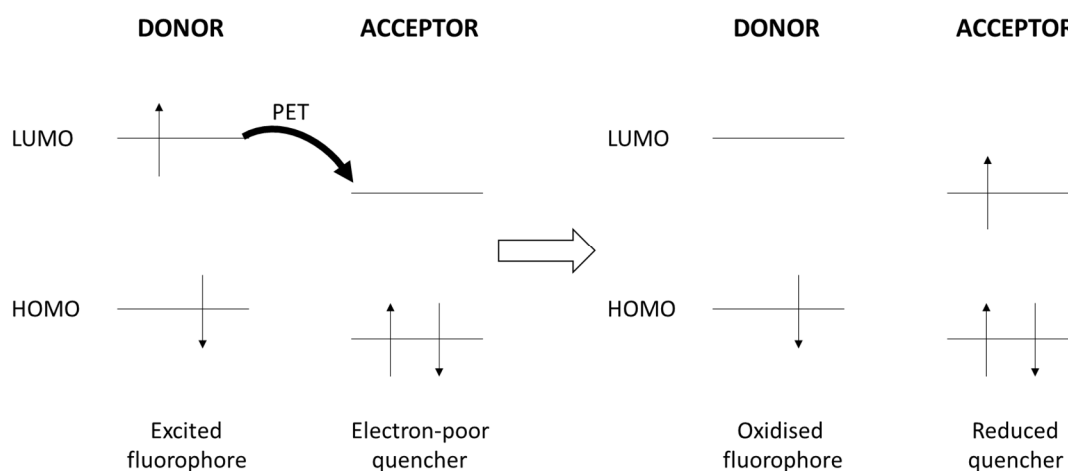 DONOR ACCEPTOR DONOR ACCEPTOR
PET
LUMO LUMO
HOMO HOMO
Excited Electron-poor Oxidised Reduced
fluorophore quencher fluorophore quencher